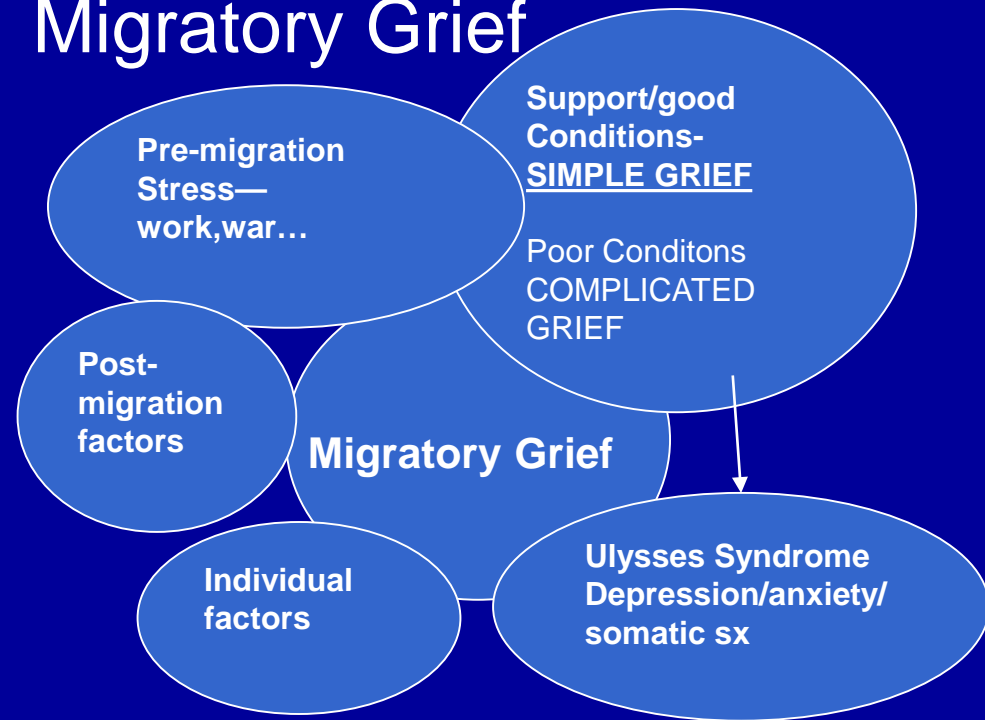 Migratory Grief
Pre-migration
Stress—
work,war…
Support/good
Conditions-
SIMPLE GRIEF
Poor Conditons
COMPLICATED
GRIEF
Post-
migration
factors
Migratory Grief
Individual
factors
Ulysses Syndrome
Depression/anxiety/
somatic sx